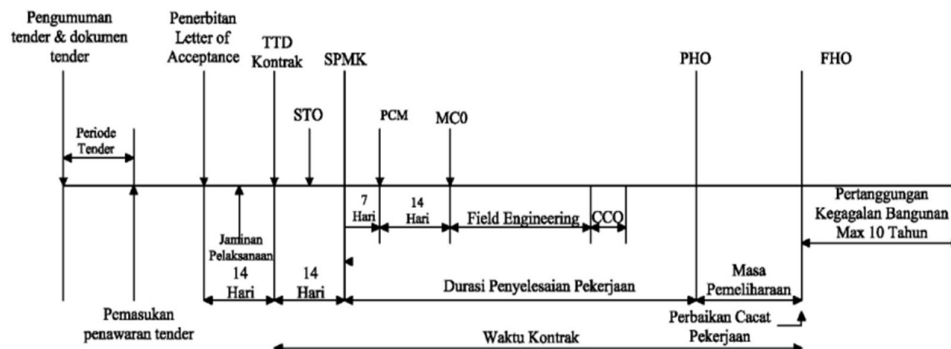 Pengumuman
tender & dokumen
tender
Penerbitan
Letter of
Acceptance
TTD
Kontrak
SPMK
PHO
FHO
STO
PCM
MC0
Periode
Tender
7
Hari
14
Hari
Field Engineering
CCO
Pertanggungan
Kegagalan Bangunan
Max 10 Tahun
Jaminan
Pelaksanaan
14
Hari
14
Hari
Durasi Penyelesaian Pekerjaan
Masa
Pemeliharaan
Pemasukan
penawaran tender
Perbaikan Cacat
Pekerjaan
Waktu Kontrak